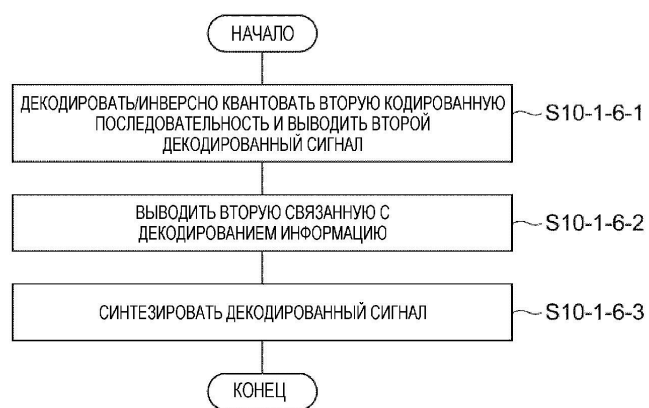 НАЧАЛО
ДЕКОДИРОВАТЬ/ИНВЕРСНО КВАНТОВАТЬ ВТОРУЮ КОДИРОВАННУЮ
ПОСЛЕДОВАТЕЛЬНОСТЬ И ВЫВОДИТЬ ВТОРОЙ
ДЕКОДИРОВАННЫЙ СИГНАЛ
S10-1-6-1
ВЫВОДИТЬ ВТОРУЮ СВЯЗАННУЮ С
ДЕКОДИРОВАНИЕМ ИНФОРМАЦИЮ
S10-1-6-2
СИНТЕЗИРОВАТЬ ДЕКОДИРОВАННЫЙ СИГНАЛ
S10-1-6-3
КОНЕЦ